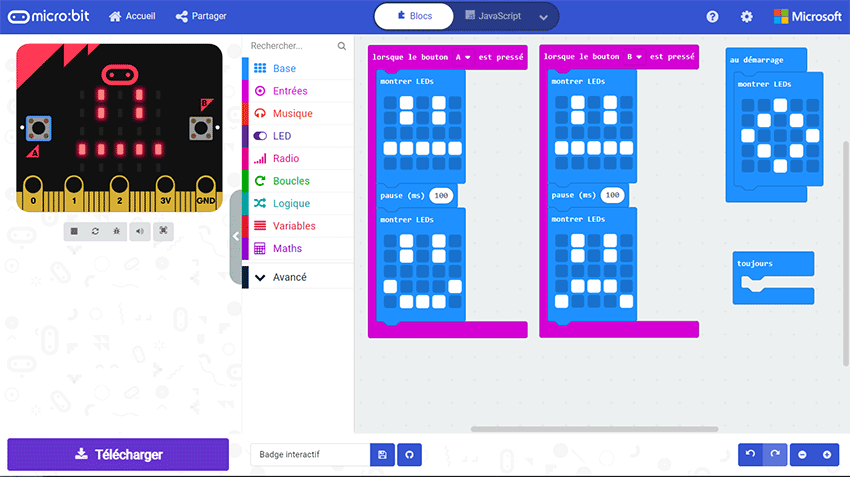 micro:bit
Accueil
Partager
Blocs
JavaScript
Microsoft
A
B
0 1 2 3V GND
Rechercher...
Base
Entrées
Musique
LED
Radio
Boucles
Logique
Variables
Maths
Avancé
lorsque le bouton A est pressé
montrer LEDs
pause (ms) 100
montrer LEDs
lorsque le bouton B est pressé
montrer LEDs
pause (ms) 100
montrer LEDs
au démarrage
montrer LEDs
toujours
Télécharger
Badge interactif